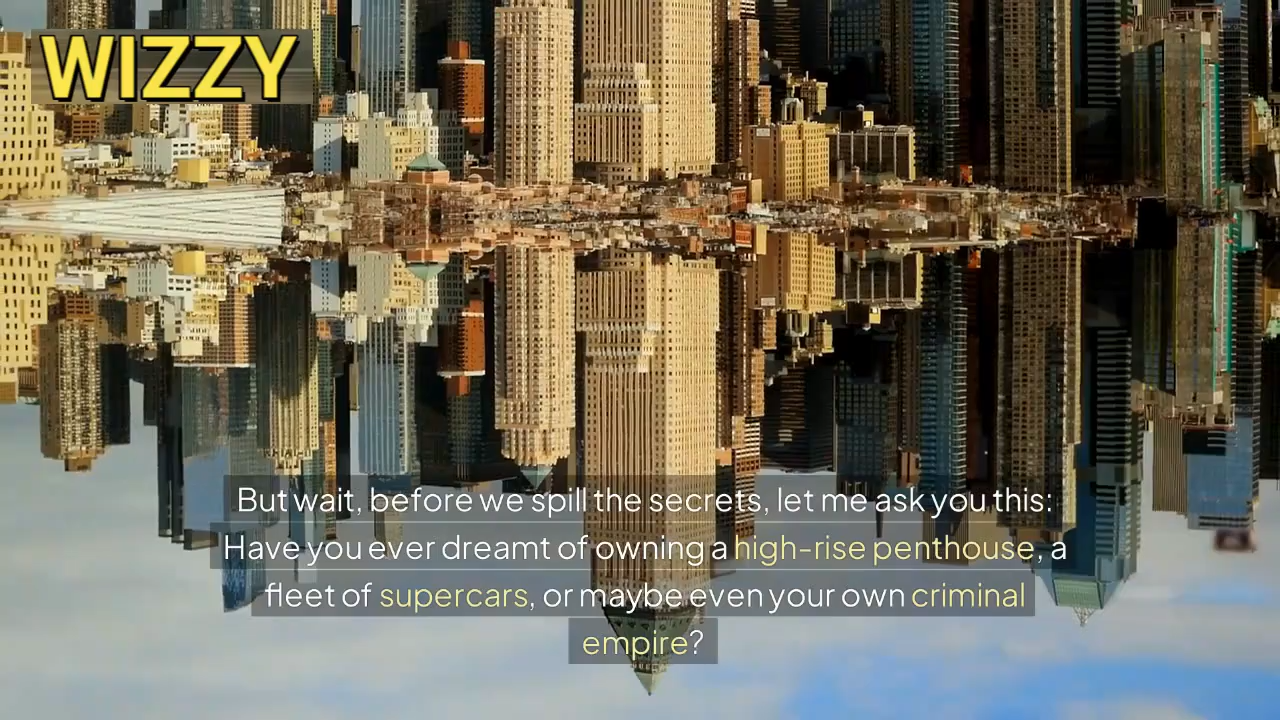 WIZZY
But wait, before we spill the secrets, let me ask you this:
Have you ever dreamt of owning a high-rise penthouse, a
fleet of supercars, or maybe even your own criminal
empire?